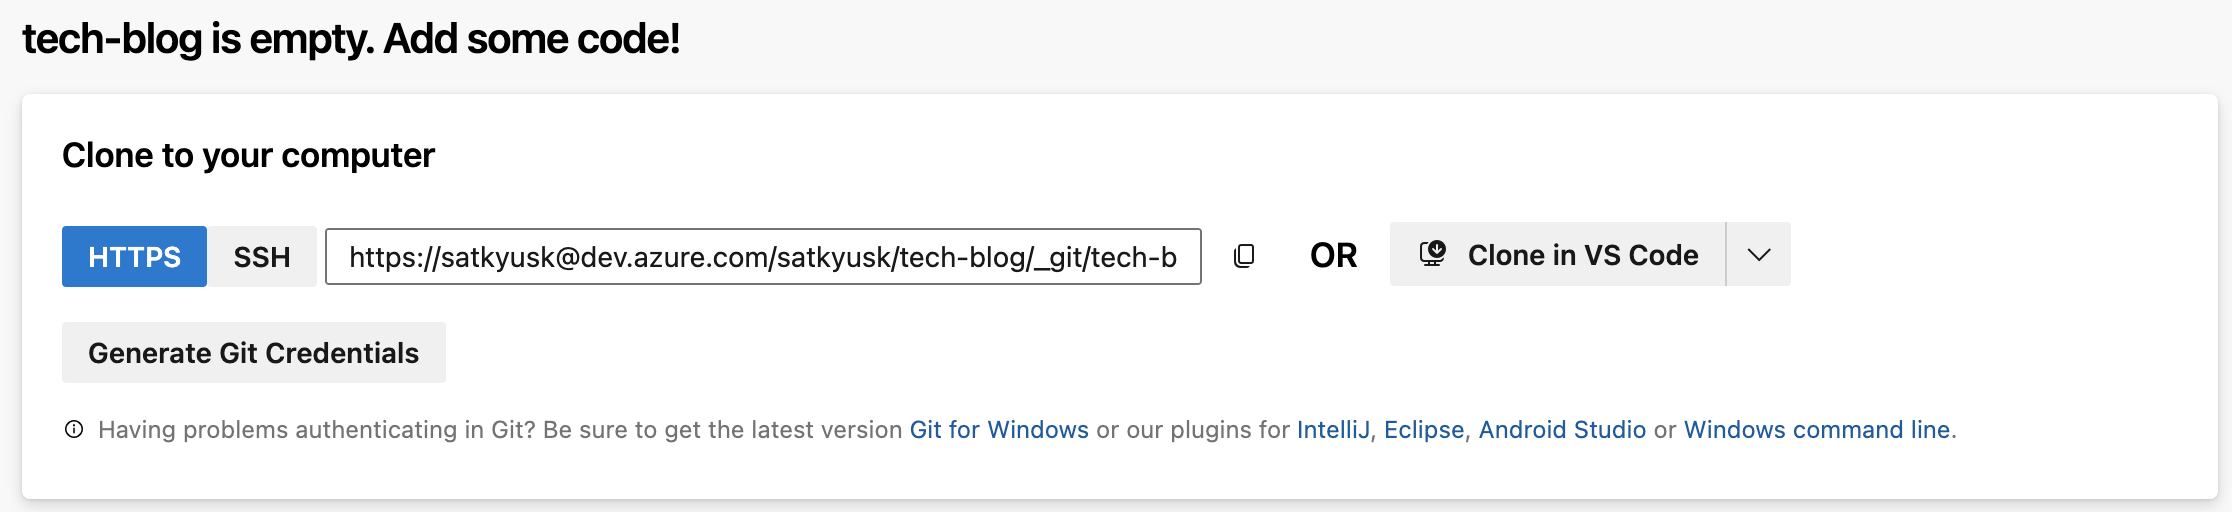 tech-blog is empty. Add some code!
Clone to your computer
HTTPS SSH https://satkyusk@dev.azure.com/satkyusk/tech-blog/_git/tech-b OR Clone in VS Code
Generate Git Credentials
Having problems authenticating in Git? Be sure to get the latest version Git for Windows or our plugins for IntelliJ, Eclipse, Android Studio or Windows command line.